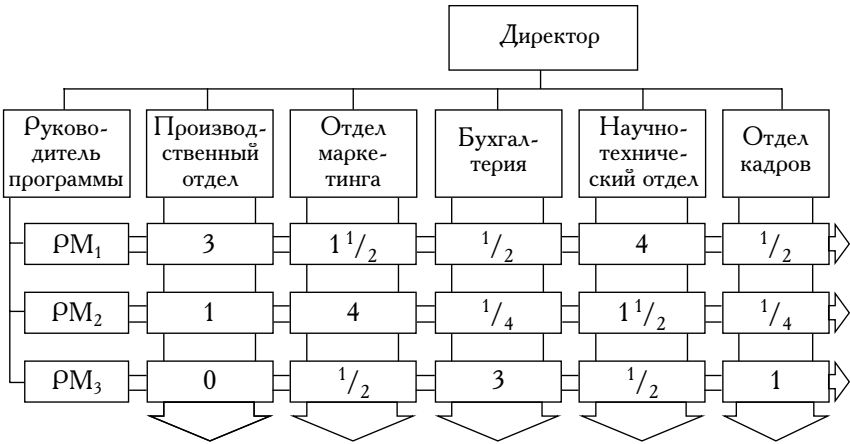 Директор
Руково-
дитель
программы
Производ-
ственный
отдел
Отдел
марке-
тинга
Бухгал-
терия
Научно-
техниче-
ский отдел
Отдел
кадров
РМ₁ 3 1 ¹/₂ ¹/₂ 4 ¹/₂
РМ₂ 1 4 ¹/₄ 1 ¹/₂ ¹/₄
РМ₃ 0 ¹/₂ 3 ¹/₂ 1